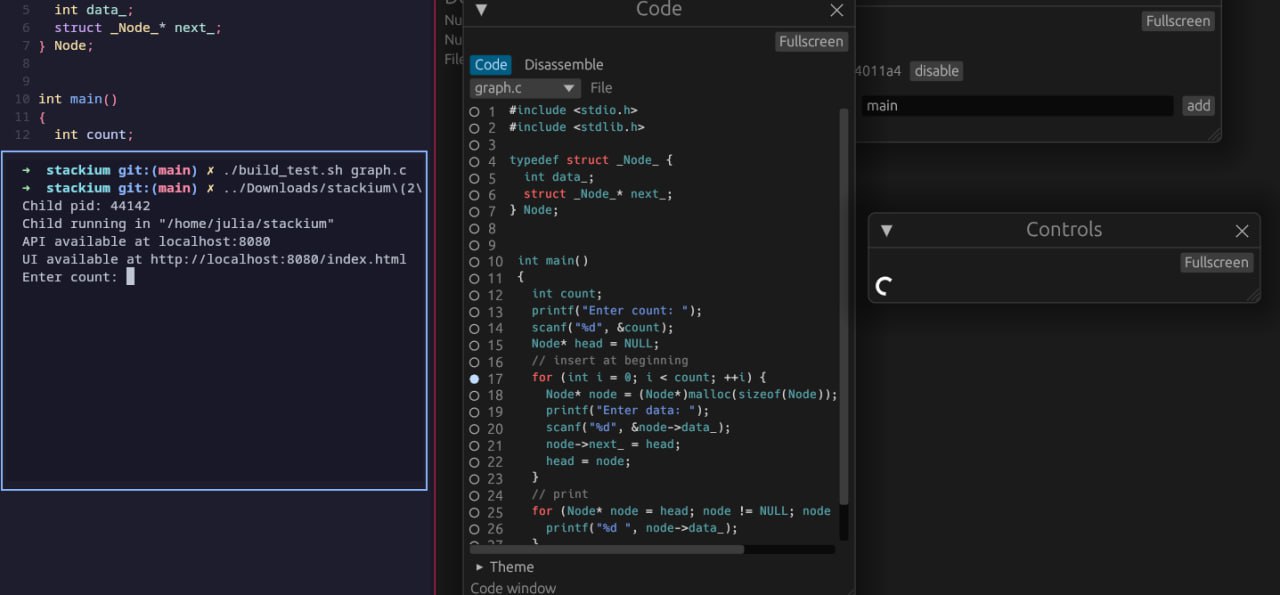 5 int data_;
6 struct _Node_* next_;
7 } Node;
8
9
10 int main()
11 {
12 int count;
➜ stackium git:(main) ✗ ./build_test.sh graph.c
➜ stackium git:(main) ✗ ../Downloads/stackium\(2\
Child pid: 44142
Child running in "/home/julia/stackium"
API available at localhost:8080
UI available at http://localhost:8080/index.html
Enter count:
Nu
Nu
File
▼ Code ×
Fullscreen
Code Disassemble
graph.c ▼ File
1 #include <stdio.h>
2 #include <stdlib.h>
3
4 typedef struct _Node_ {
5 int data_;
6 struct _Node_* next_;
7 } Node;
8
9
10 int main()
11 {
12 int count;
13 printf("Enter count: ");
14 scanf("%d", &count);
15 Node* head = NULL;
16 // insert at beginning
17 for (int i = 0; i < count; ++i) {
18 Node* node = (Node*)malloc(sizeof(Node));
19 printf("Enter data: ");
20 scanf("%d", &node->data_);
21 node->next_ = head;
22 head = node;
23 }
24 // print
25 for (Node* node = head; node != NULL; node
26 printf("%d ", node->data_);
27 }
▸ Theme
Code window
Fullscreen
4011a4 disable
main add
▼ Controls ×
Fullscreen